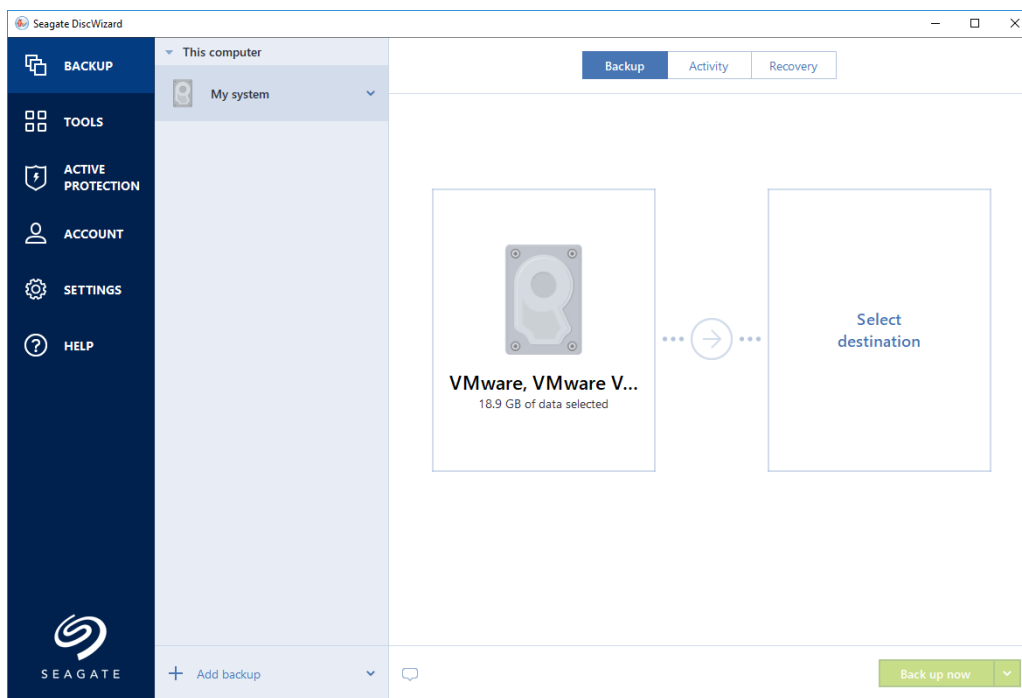 Seagate DiscWizard
BACKUP
TOOLS
ACTIVE
PROTECTION
ACCOUNT
SETTINGS
HELP
SEAGATE
This computer
My system
Add backup
Backup
Activity
Recovery
VMware, VMware V...
18.9 GB of data selected
Select
destination
Back up now